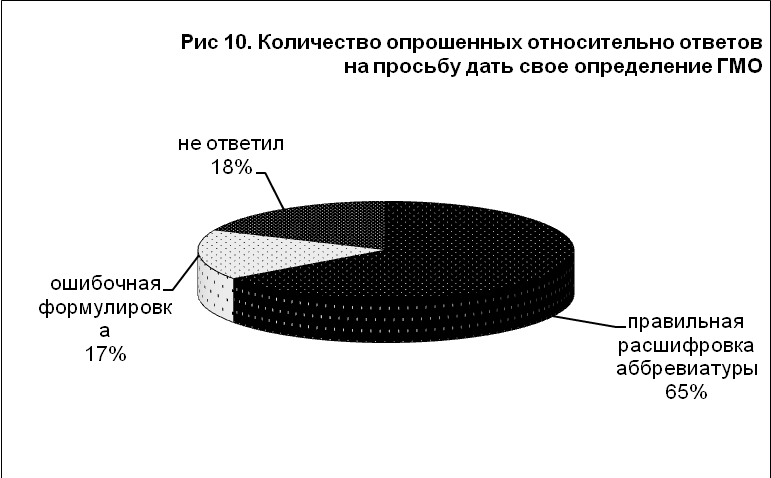 Рис 10. Количество опрошенных относительно ответов
на просьбу дать свое определение ГМО
не ответил
18%
ошибочная
формулировк
а
17%
правильная
расшифровка
аббревиатуры
65%